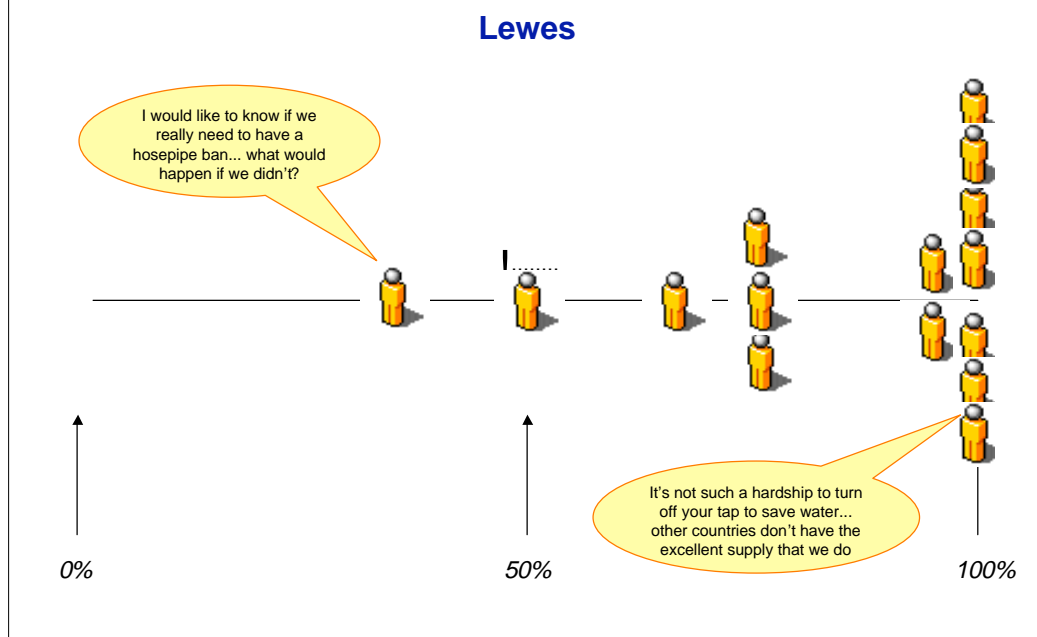 Lewes
I would like to know if we
really need to have a
hosepipe ban... what would
happen if we didn't?
!........
It's not such a hardship to turn
off your tap to save water...
other countries don't have the
excellent supply that we do
0%
50%
100%